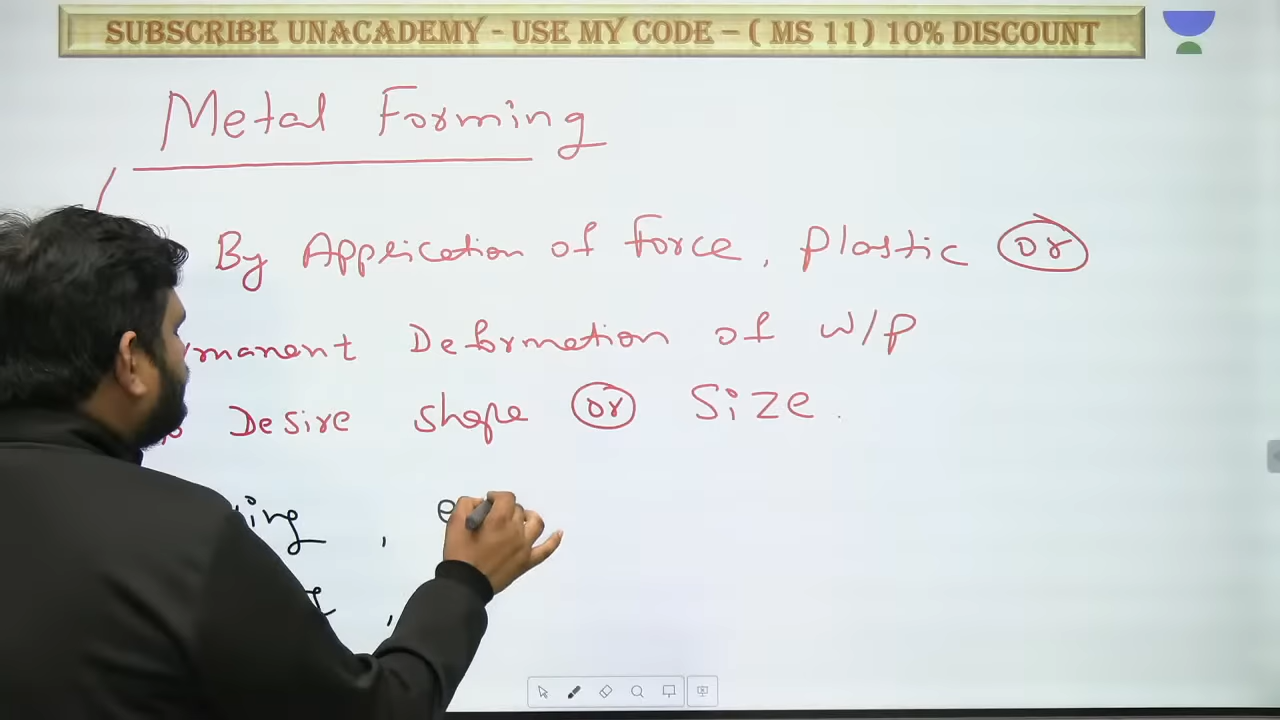 SUBSCRIBE UNACADEMY - USE MY CODE – ( MS 11) 10% DISCOUNT
Metal Forming
By Application of Force, Plastic or
manent Deformation of w/p
Desire shape or Size.